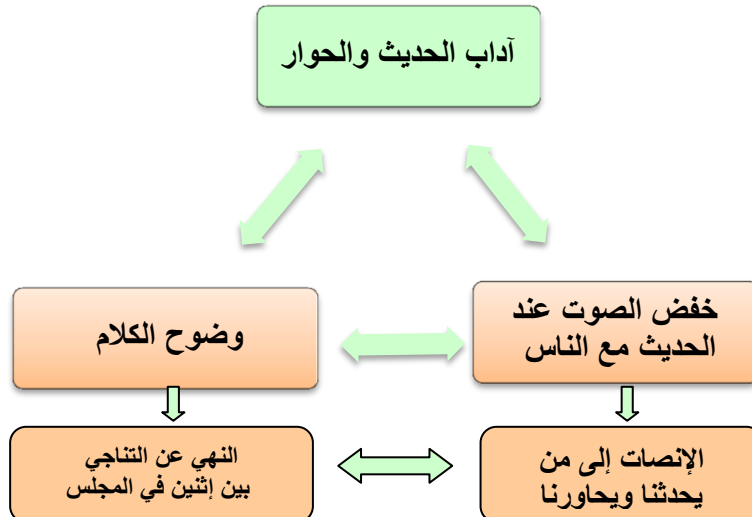 آداب الحديث والحوار
خفض الصوت عند
الحديث مع الناس
وضوح الكلام
الإنصات إلى من
يحدثنا ويحاورنا
النهي عن التناجي
بين إثنين في المجلس